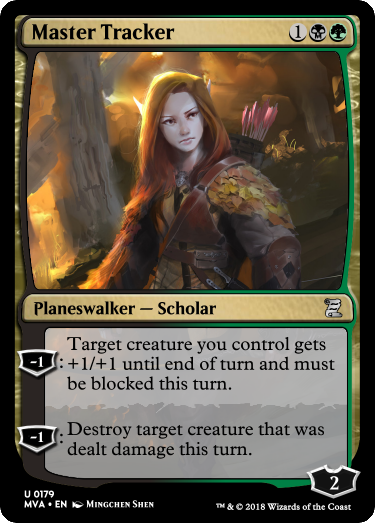 Master Tracker 1
Planeswalker — Scholar
Target creature you control gets
-1: +1/+1 until end of turn and must
be blocked this turn.
-1: Destroy target creature that was
dealt damage this turn.
2
U 0179
MVA • EN Mingchen Shen
™ & © 2018 Wizards of the Coast